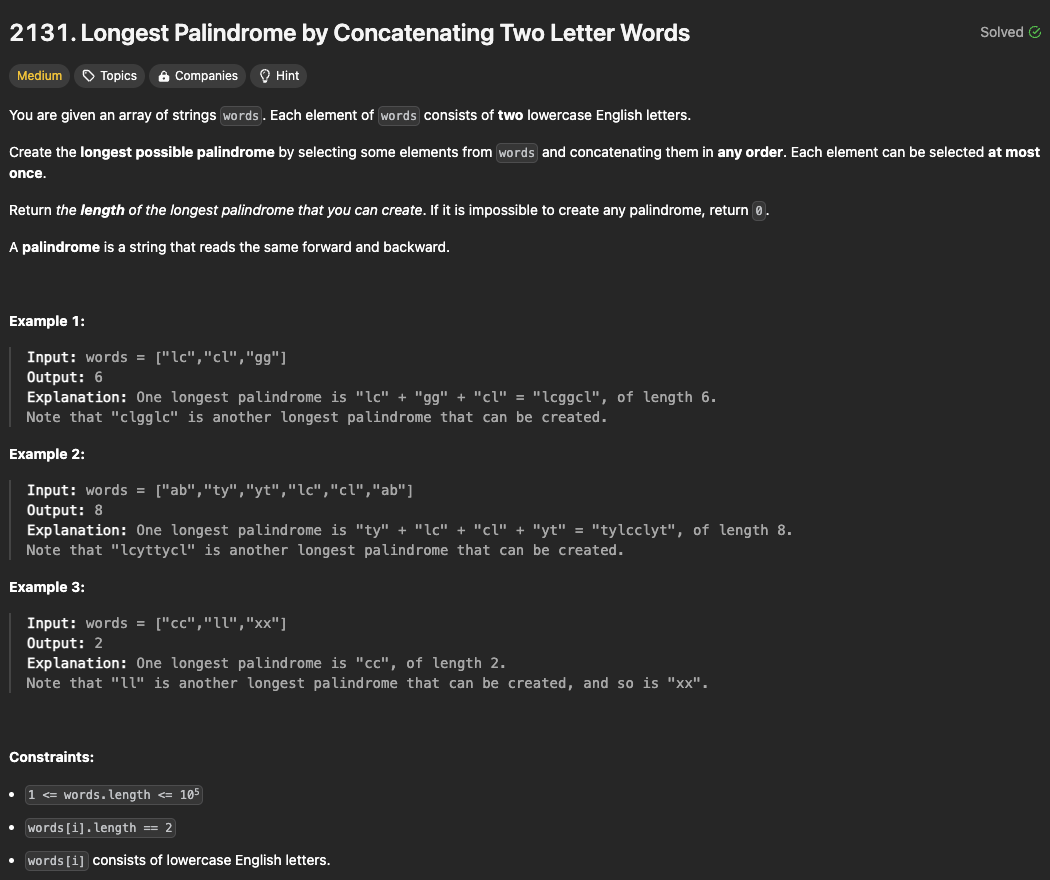 2131. Longest Palindrome by Concatenating Two Letter Words
Solved
Medium Topics Companies Hint
You are given an array of strings words. Each element of words consists of two lowercase English letters.
Create the longest possible palindrome by selecting some elements from words and concatenating them in any order. Each element can be selected at most
once.
Return the length of the longest palindrome that you can create. If it is impossible to create any palindrome, return 0.
A palindrome is a string that reads the same forward and backward.
Example 1:
Input: words = ["lc","cl","gg"]
Output: 6
Explanation: One longest palindrome is "lc" + "gg" + "cl" = "lcggcl", of length 6.
Note that "clgglc" is another longest palindrome that can be created.
Example 2:
Input: words = ["ab","ty","yt","lc","cl","ab"]
Output: 8
Explanation: One longest palindrome is "ty" + "lc" + "cl" + "yt" = "tylcclyt", of length 8.
Note that "lcyttycl" is another longest palindrome that can be created.
Example 3:
Input: words = ["cc","ll","xx"]
Output: 2
Explanation: One longest palindrome is "cc", of length 2.
Note that "ll" is another longest palindrome that can be created, and so is "xx".
Constraints:
• 1 <= words.length <= 10⁵
• words[i].length == 2
• words[i] consists of lowercase English letters.